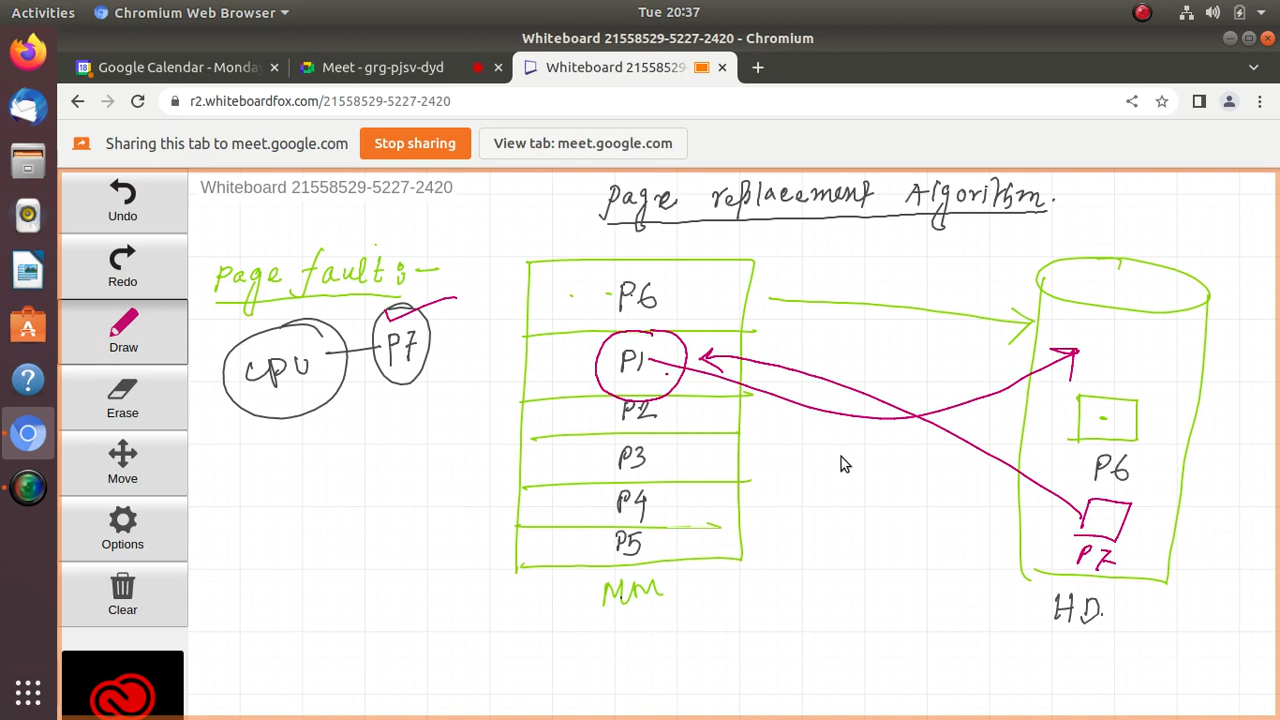 Activities Chromium Web Browser Tue 20:37
Whiteboard 21558529-5227-2420 - Chromium
Google Calendar - Monda Meet - grg-pjsv-dyd Whiteboard 21558529-
r2.whiteboardfox.com/21558529-5227-2420
Sharing this tab to meet.google.com Stop sharing View tab: meet.google.com
Whiteboard 21558529-5227-2420
Undo
Redo
Draw
Erase
Move
Options
Clear
page replacement Algorithm.
page fault:-
CPU P7
P6
P1
P2
P3
P4
P5
MM
P6
P7
H D.